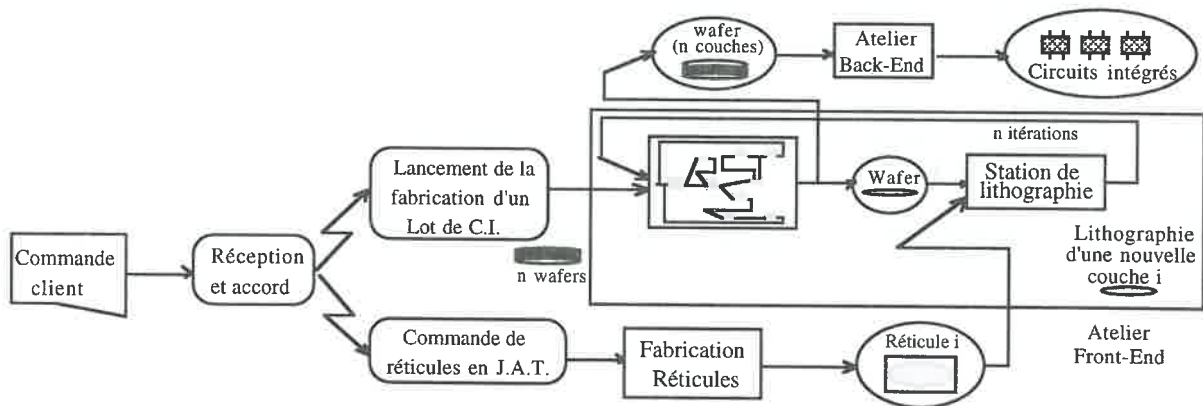 wafer
(n couches)
Atelier
Back-End
Circuits intégrés
n itérations
Lancement de la
fabrication d'un
Lot de C.I.
Wafer
Station de
lithographie
Commande
client
Réception
et accord
n wafers
Lithographie
d'une nouvelle
couche i
Commande de
réticules en J.A.T.
Fabrication
Réticules
Réticule i
Atelier
Front-End